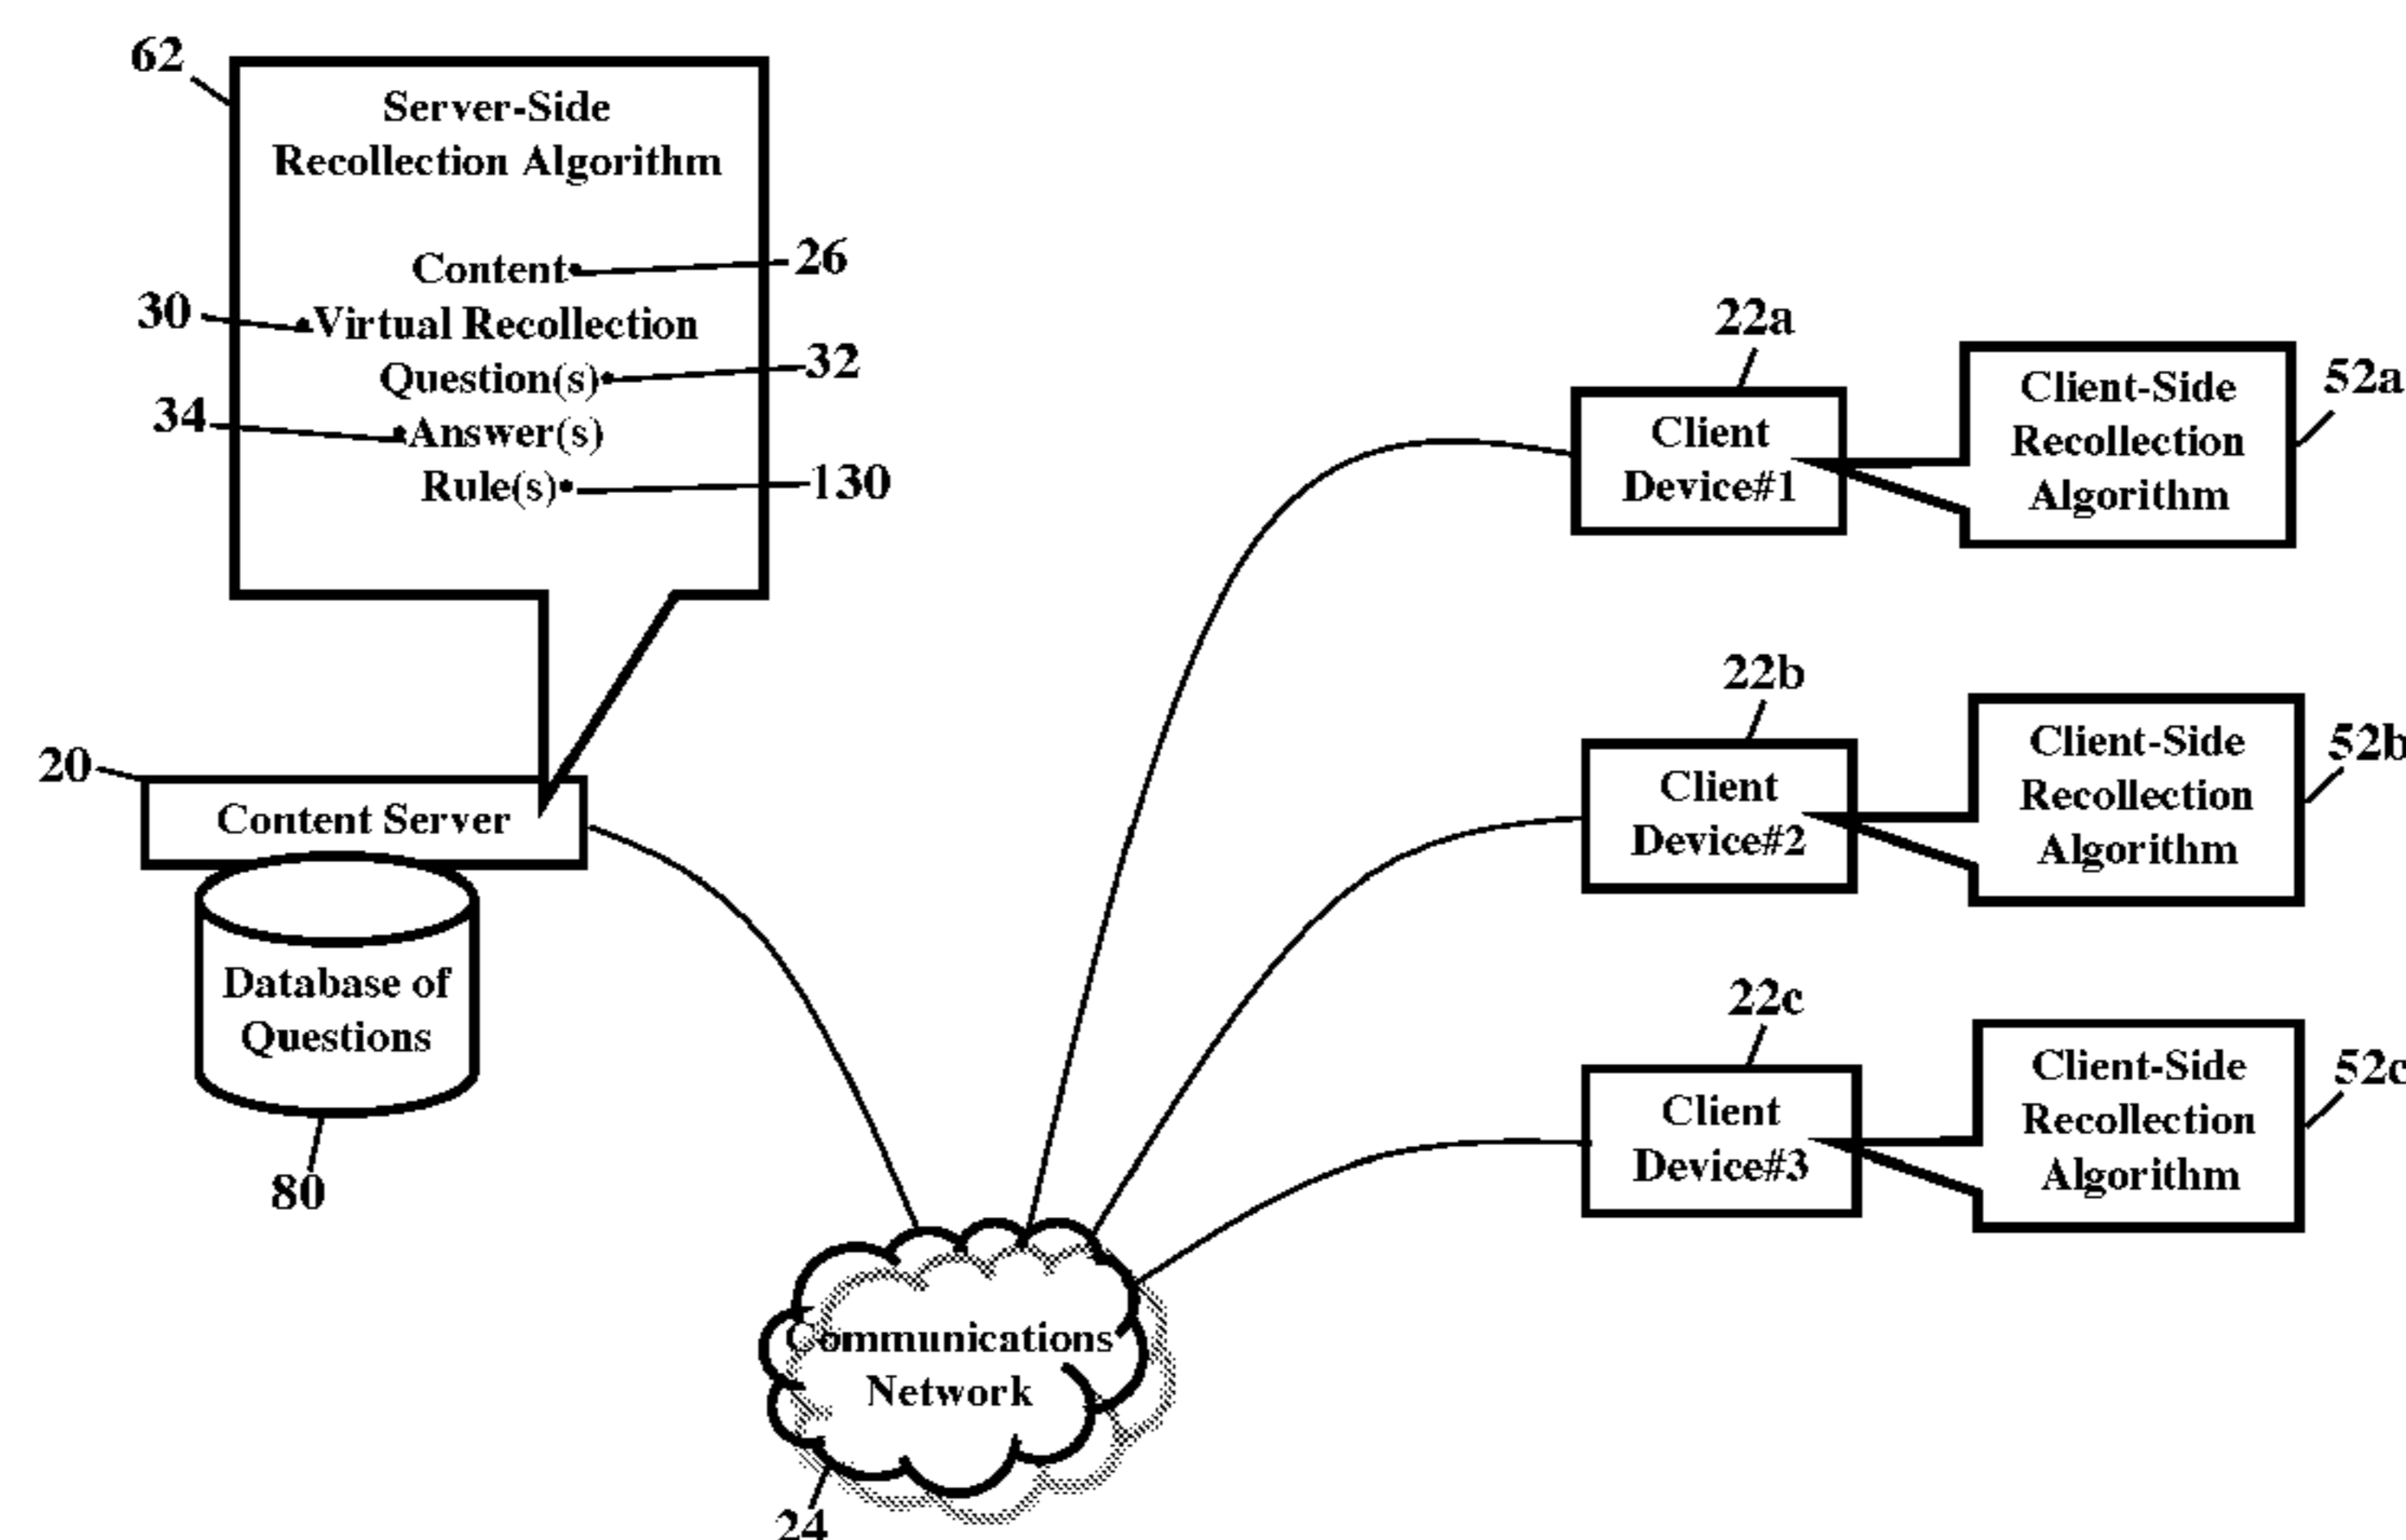 62
Server-Side
Recollection Algorithm
Content
26
30
Virtual Recollection
Question(s)
32
34
Answer(s)
Rule(s)
130
20
Content Server
Database of
Questions
80
22a
Client
Device#1
Client-Side
Recollection
Algorithm
52a
22b
Client
Device#2
Client-Side
Recollection
Algorithm
52b
22c
Client
Device#3
Client-Side
Recollection
Algorithm
52c
Communications
Network
24